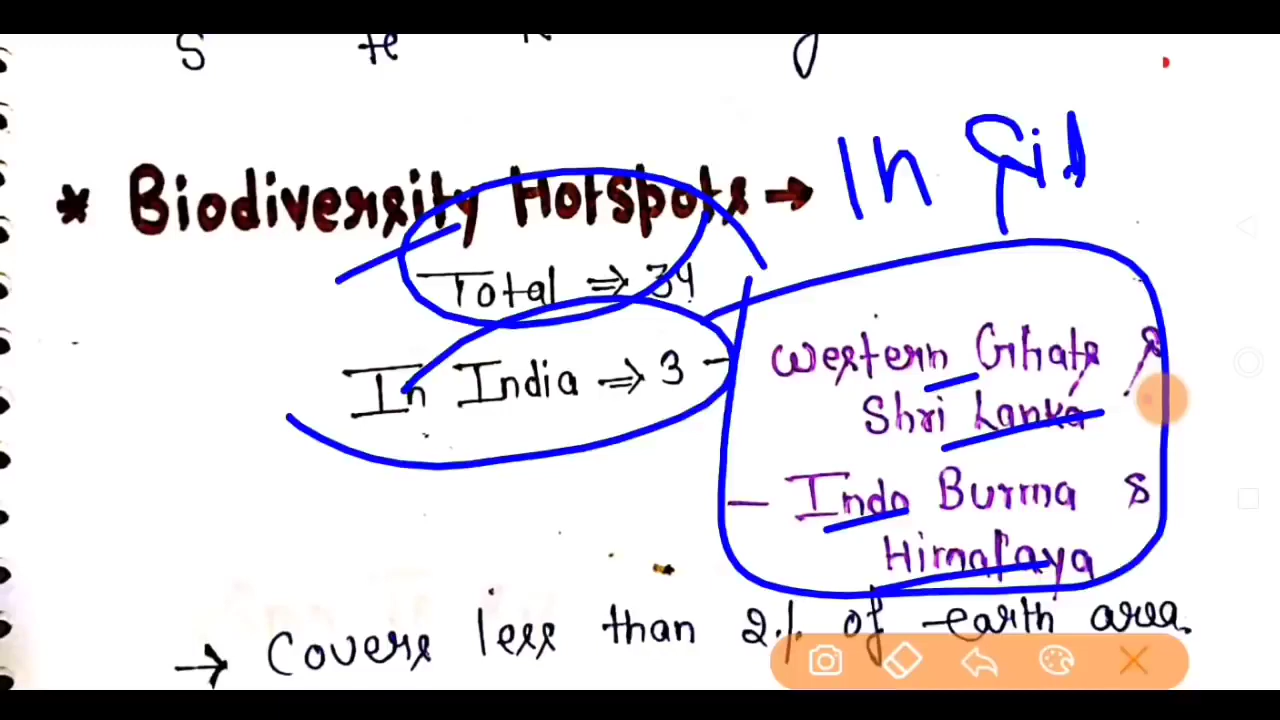 * Biodiversity Hotspots → In
Total ⇒ 34
In India ⇒ 3 - Western Ghats &
Shri Lanka
- Indo Burma &
Himalaya
→ Covers less than 2% of earth area.